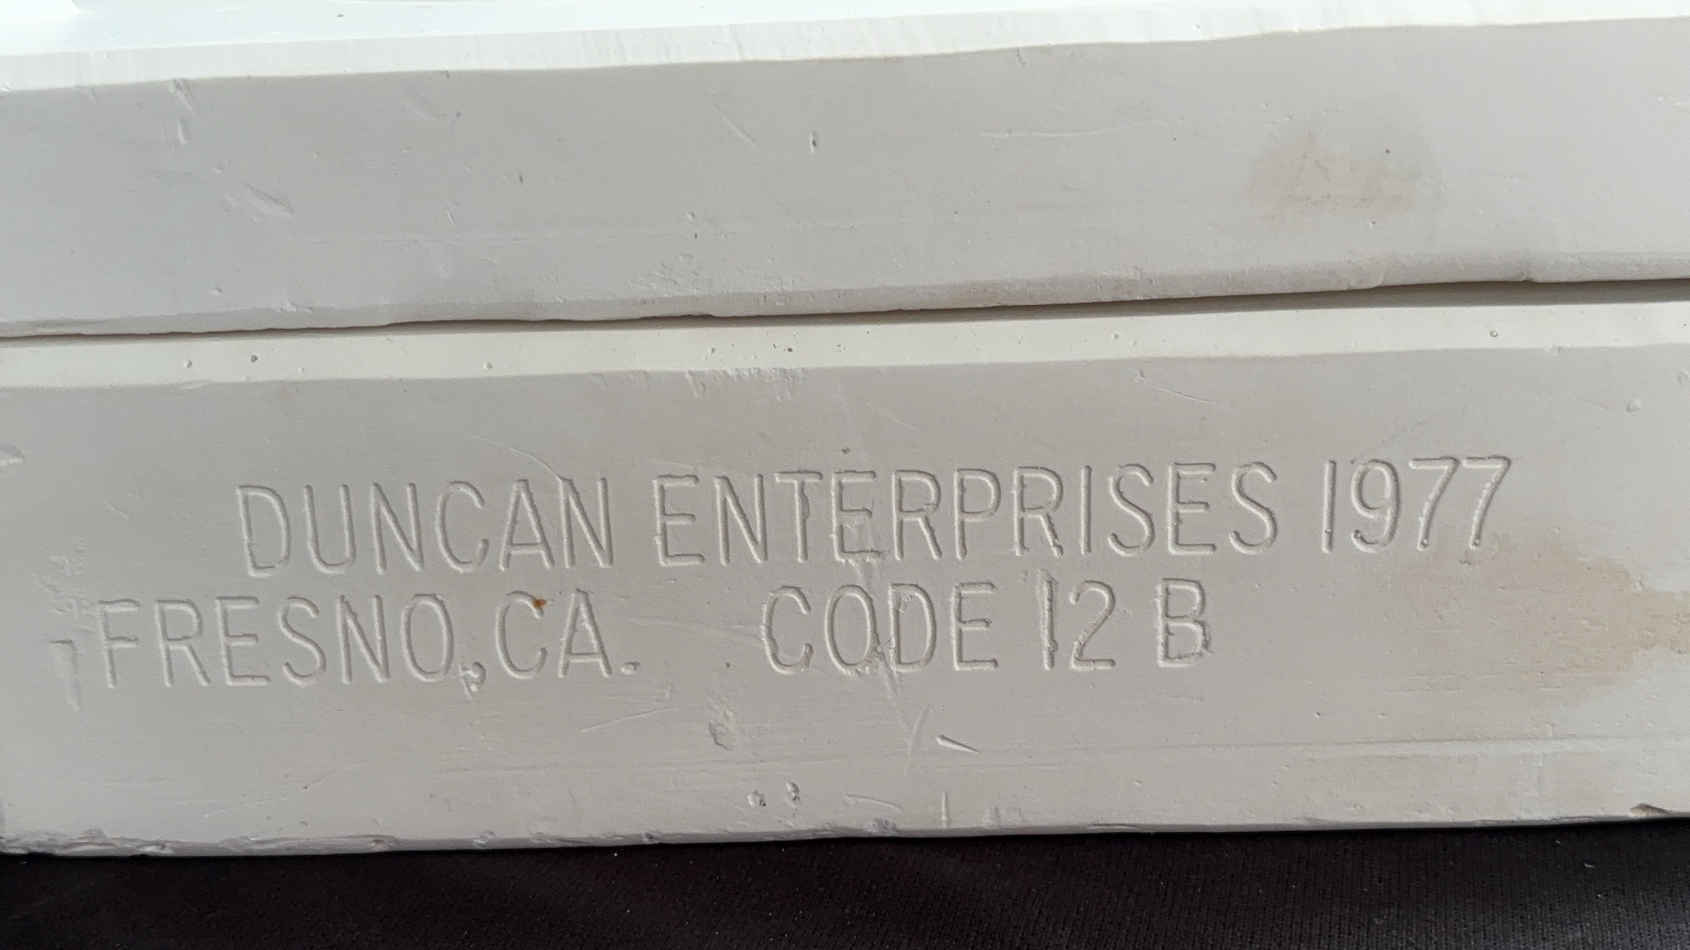 DUNCAN ENTERPRISES 1977
FRESNO, CA. CODE 12 B